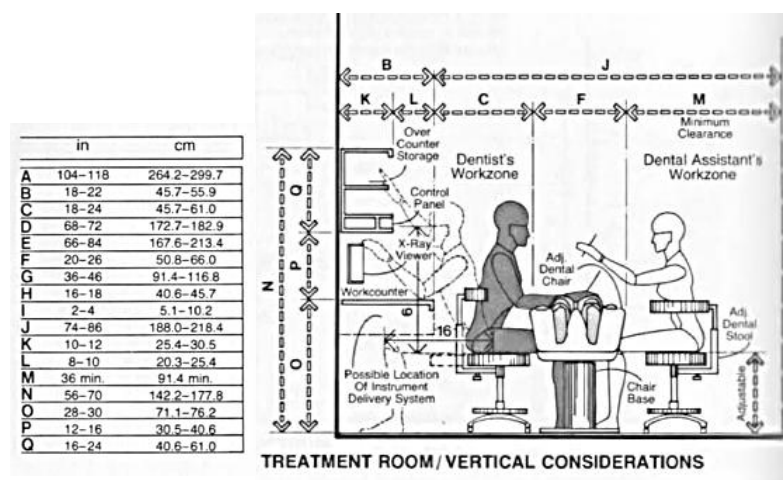 in cm
A 104–118 264.2–299.7
B 18–22 45.7–55.9
C 18–24 45.7–61.0
D 68–72 172.7–182.9
E 66–84 167.6–213.4
F 20–26 50.8–66.0
G 36–46 91.4–116.8
H 16–18 40.6–45.7
I 2–4 5.1–10.2
J 74–86 188.0–218.4
K 10–12 25.4–30.5
L 8–10 20.3–25.4
M 36 min. 91.4 min.
N 56–70 142.2–177.8
O 28–30 71.1–76.2
P 12–16 30.5–40.6
Q 16–24 40.6–61.0
B J
K L C F M
Minimum
Clearance
Over
Counter
Storage
Dentist's
Workzone
Dental Assistant's
Workzone
Q
Control
Panel
X-Ray
Viewer
N
P
Adj.
Dental
Chair
Workcounter
16
Adj.
Dental
Stool
O
Possible Location
Of Instrument
Delivery System
Chair
Base
Adjustable
TREATMENT ROOM/VERTICAL CONSIDERATIONS